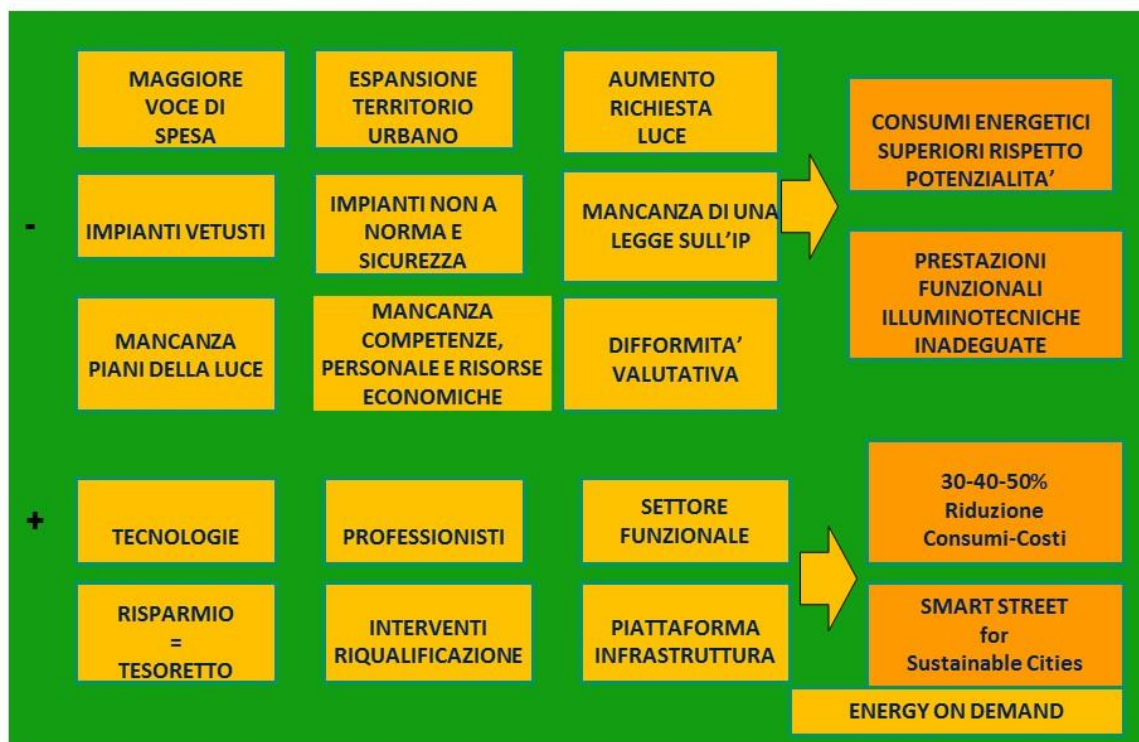 MAGGIORE
VOCE DI
SPESA
ESPANSIONE
TERRITORIO
URBANO
AUMENTO
RICHIESTA
LUCE
CONSUMI ENERGETICI
SUPERIORI RISPETTO
POTENZIALITA’
-
IMPIANTI VETUSTI
IMPIANTI NON A
NORMA E
SICUREZZA
MANCANZA DI UNA
LEGGE SULL’IP
PRESTAZIONI
FUNZIONALI
ILLUMINOTECNICHE
INADEGUATE
MANCANZA
PIANI DELLA LUCE
MANCANZA
COMPETENZE,
PERSONALE E RISORSE
ECONOMICHE
DIFFORMITA’
VALUTATIVA
+
TECNOLOGIE
PROFESSIONISTI
SETTORE
FUNZIONALE
30-40-50%
Riduzione
Consumi-Costi
RISPARMIO
=
TESORETTO
INTERVENTI
RIQUALIFICAZIONE
PIATTAFORMA
INFRASTRUTTURA
SMART STREET
for
Sustainable Cities
ENERGY ON DEMAND